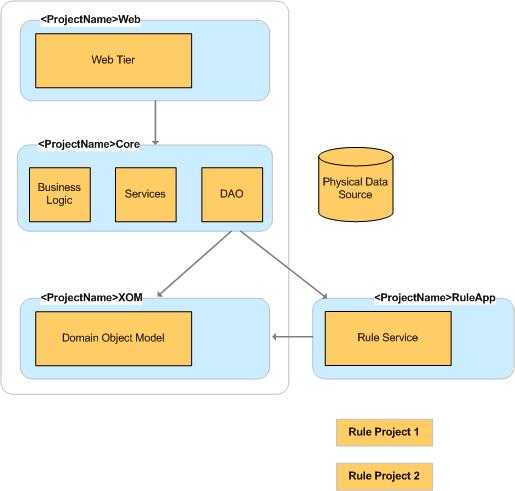 <ProjectName>Web
Web Tier
<ProjectName>Core
Business
Logic
Services
DAO
Physical Data
Source
<ProjectName>XOM
Domain Object Model
<ProjectName>RuleApp
Rule Service
Rule Project 1
Rule Project 2